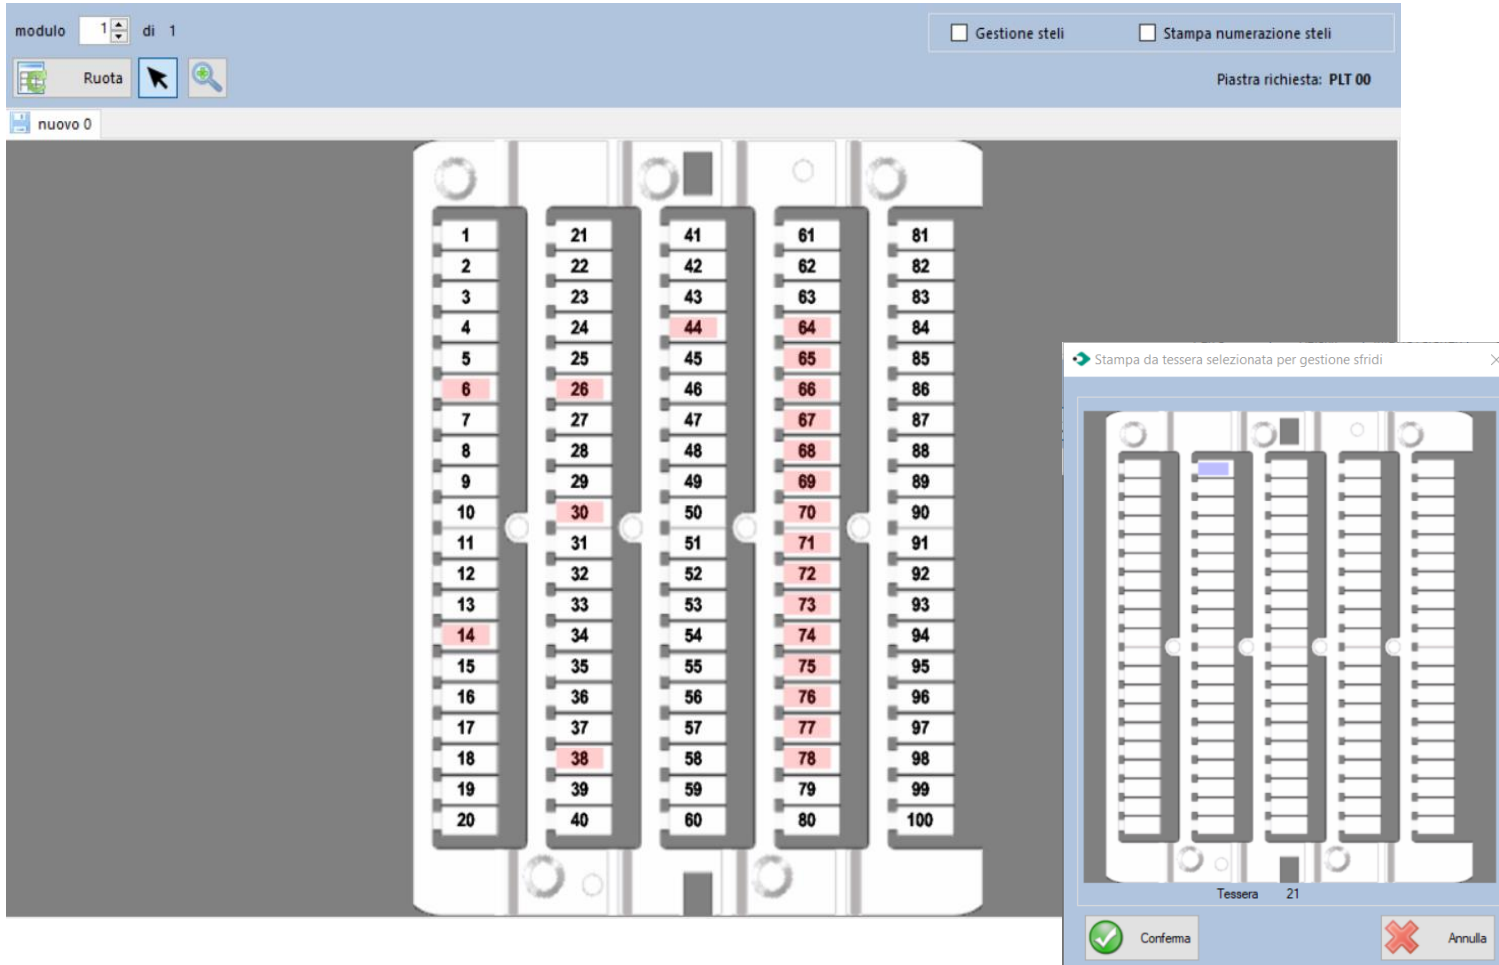 modulo 1 di 1
Gestione steli Stampa numerazione steli
Ruota
Piastra richiesta: PLT 00
nuovo 0
1 21 41 61 81
2 22 42 62 82
3 23 43 63 83
4 24 44 64 84
5 25 45 65 85
6 26 46 66 86
7 27 47 67 87
8 28 48 68 88
9 29 49 69 89
10 30 50 70 90
11 31 51 71 91
12 32 52 72 92
13 33 53 73 93
14 34 54 74 94
15 35 55 75 95
16 36 56 76 96
17 37 57 77 97
18 38 58 78 98
19 39 59 79 99
20 40 60 80 100
Stampa da tessera selezionata per gestione sfridi
Tessera 21
Conferma Annulla